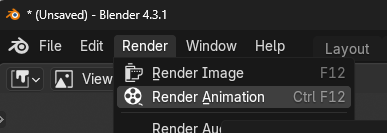 * (Unsaved) - Blender 4.3.1
File Edit Render Window Help Layout
View
Render Image F12
Render Animation Ctrl F12
Render